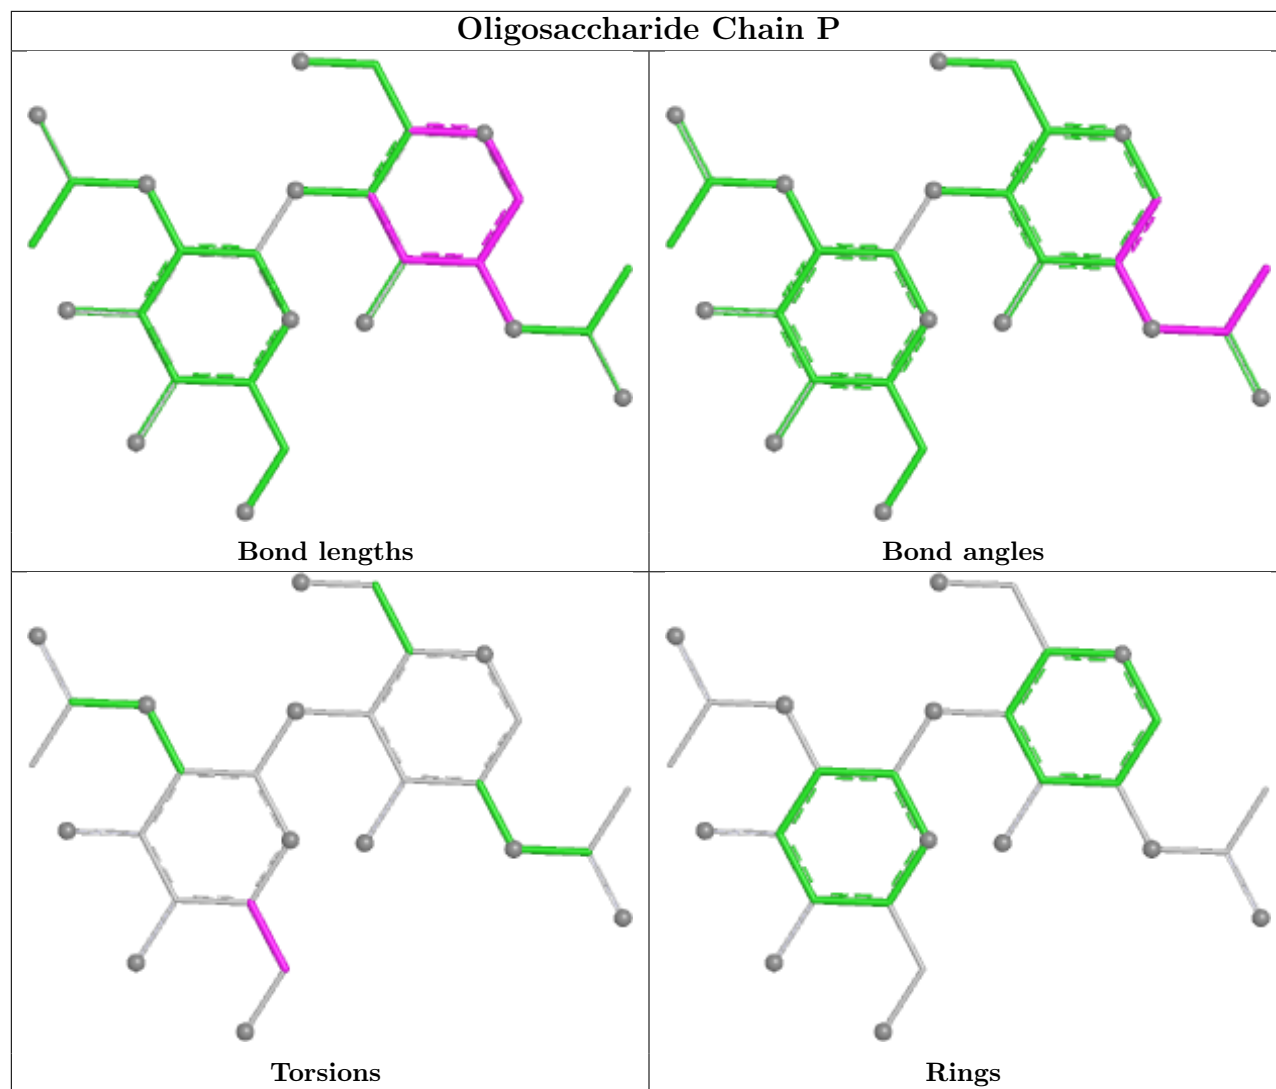 Oligosaccharide Chain P
Bond lengths
Bond angles
Torsions
Rings